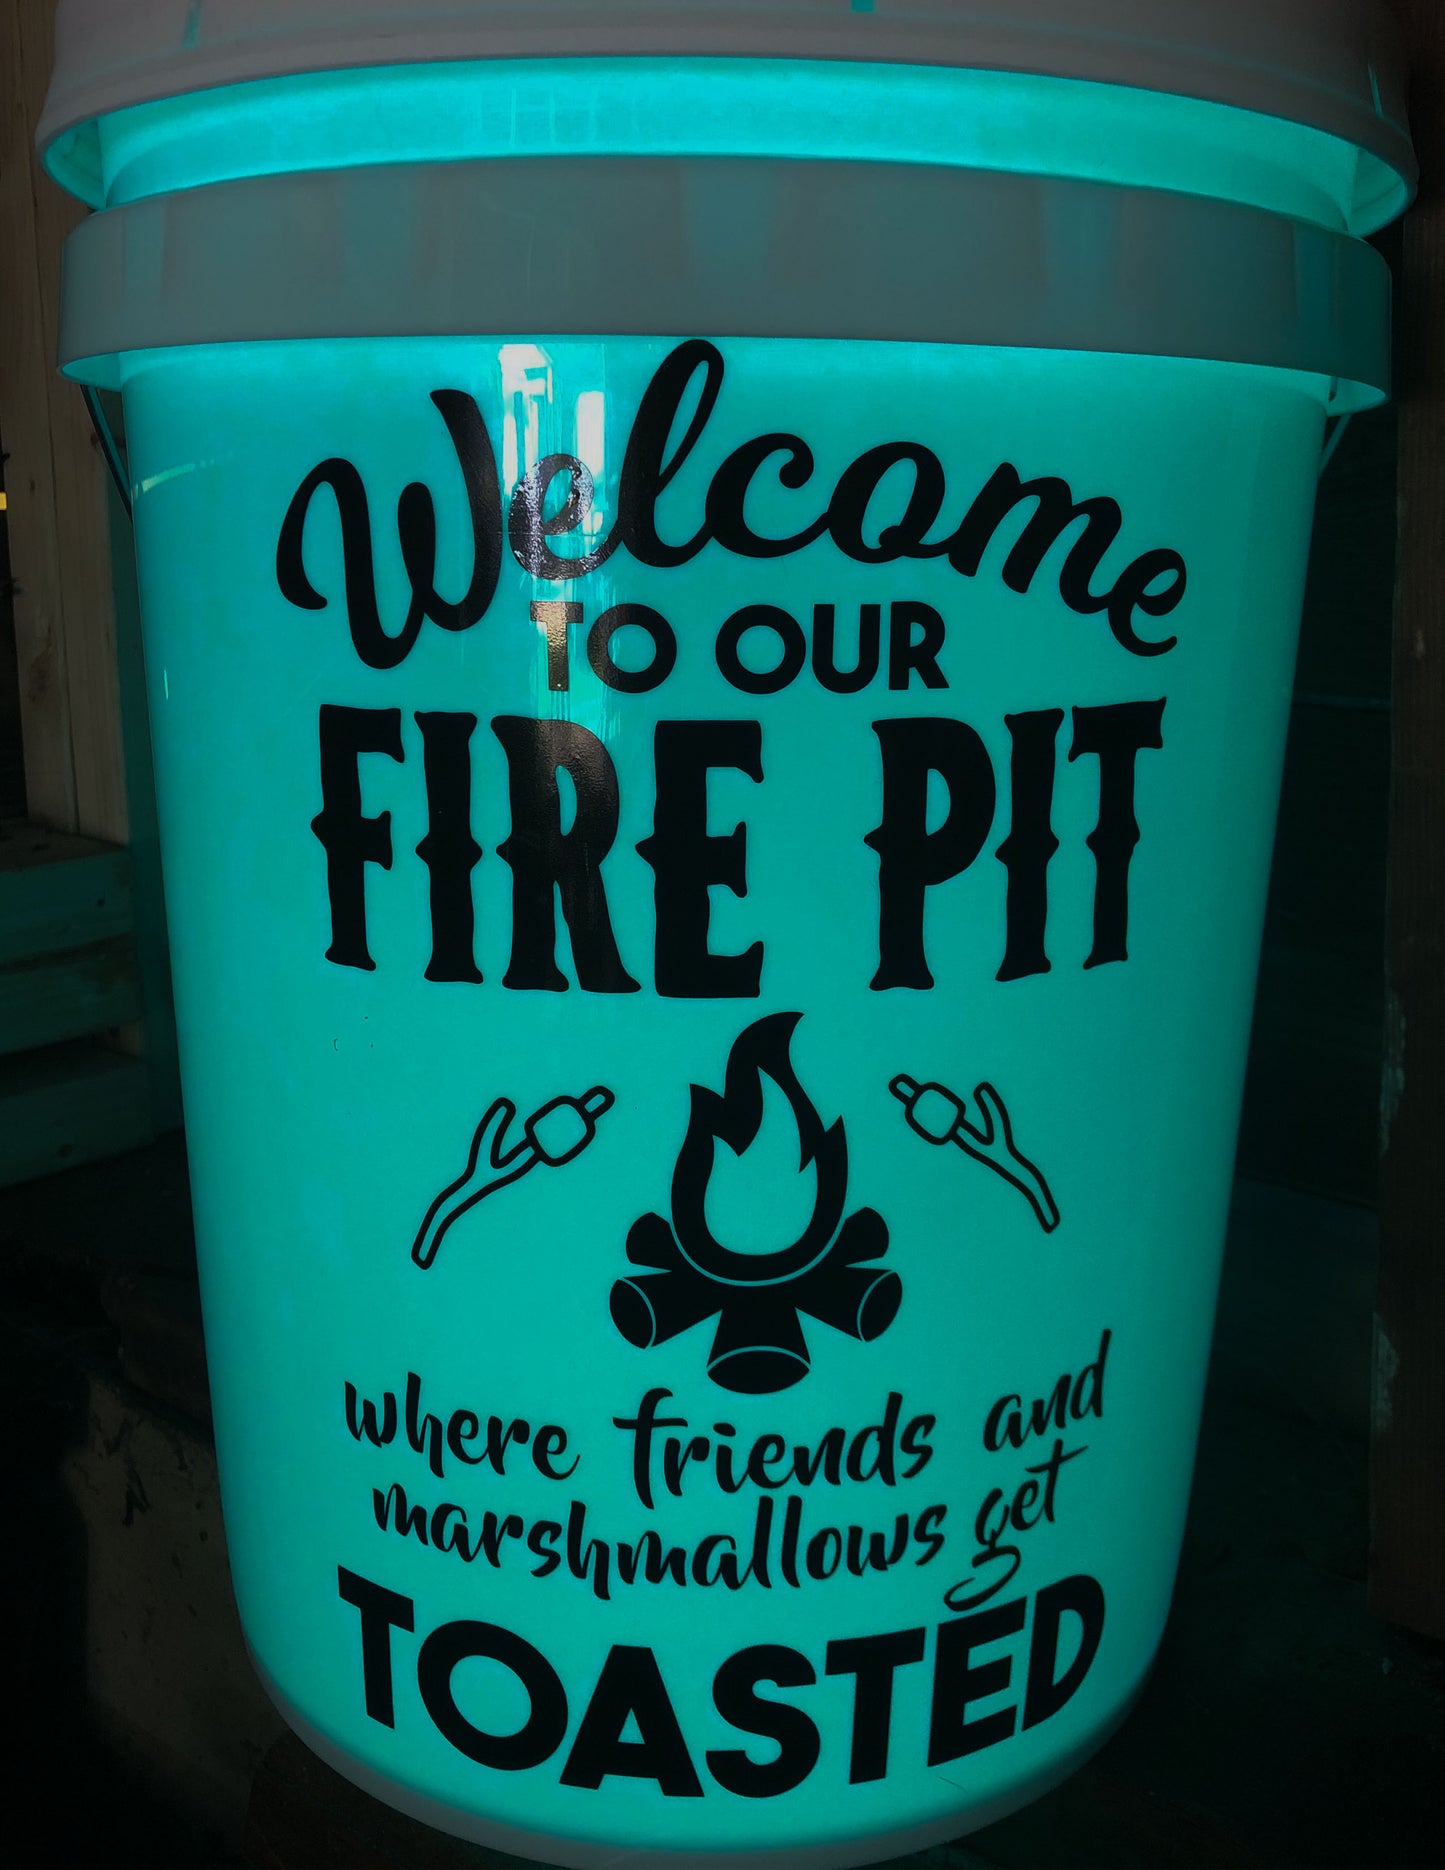 Welcome
TO OUR
FIRE PIT
where friends and
marshmallows get
TOASTED